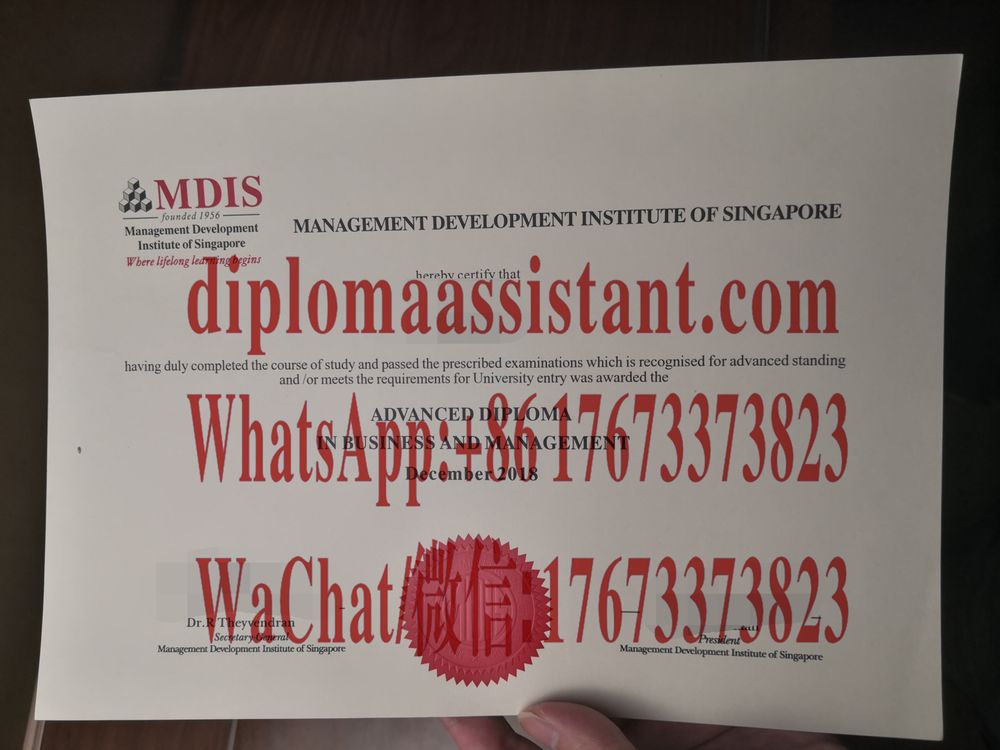 MDIS
founded 1956
Management Development
Institute of Singapore
Where lifelong learning begins
MANAGEMENT DEVELOPMENT INSTITUTE OF SINGAPORE
hereby certify that
diplomaassistant.com
having duly completed the course of study and passed the prescribed examinations which is recognised for advanced standing
and /or meets the requirements for University entry was awarded the
ADVANCED DIPLOMA
IN BUSINESS AND MANAGEMENT
WhatsApp:+8617673373823
December 2018
WaChat/微信:17673373823
Dr.R Theyvendran
Secretary-General
Management Development Institute of Singapore
President
Management Development Institute of Singapore